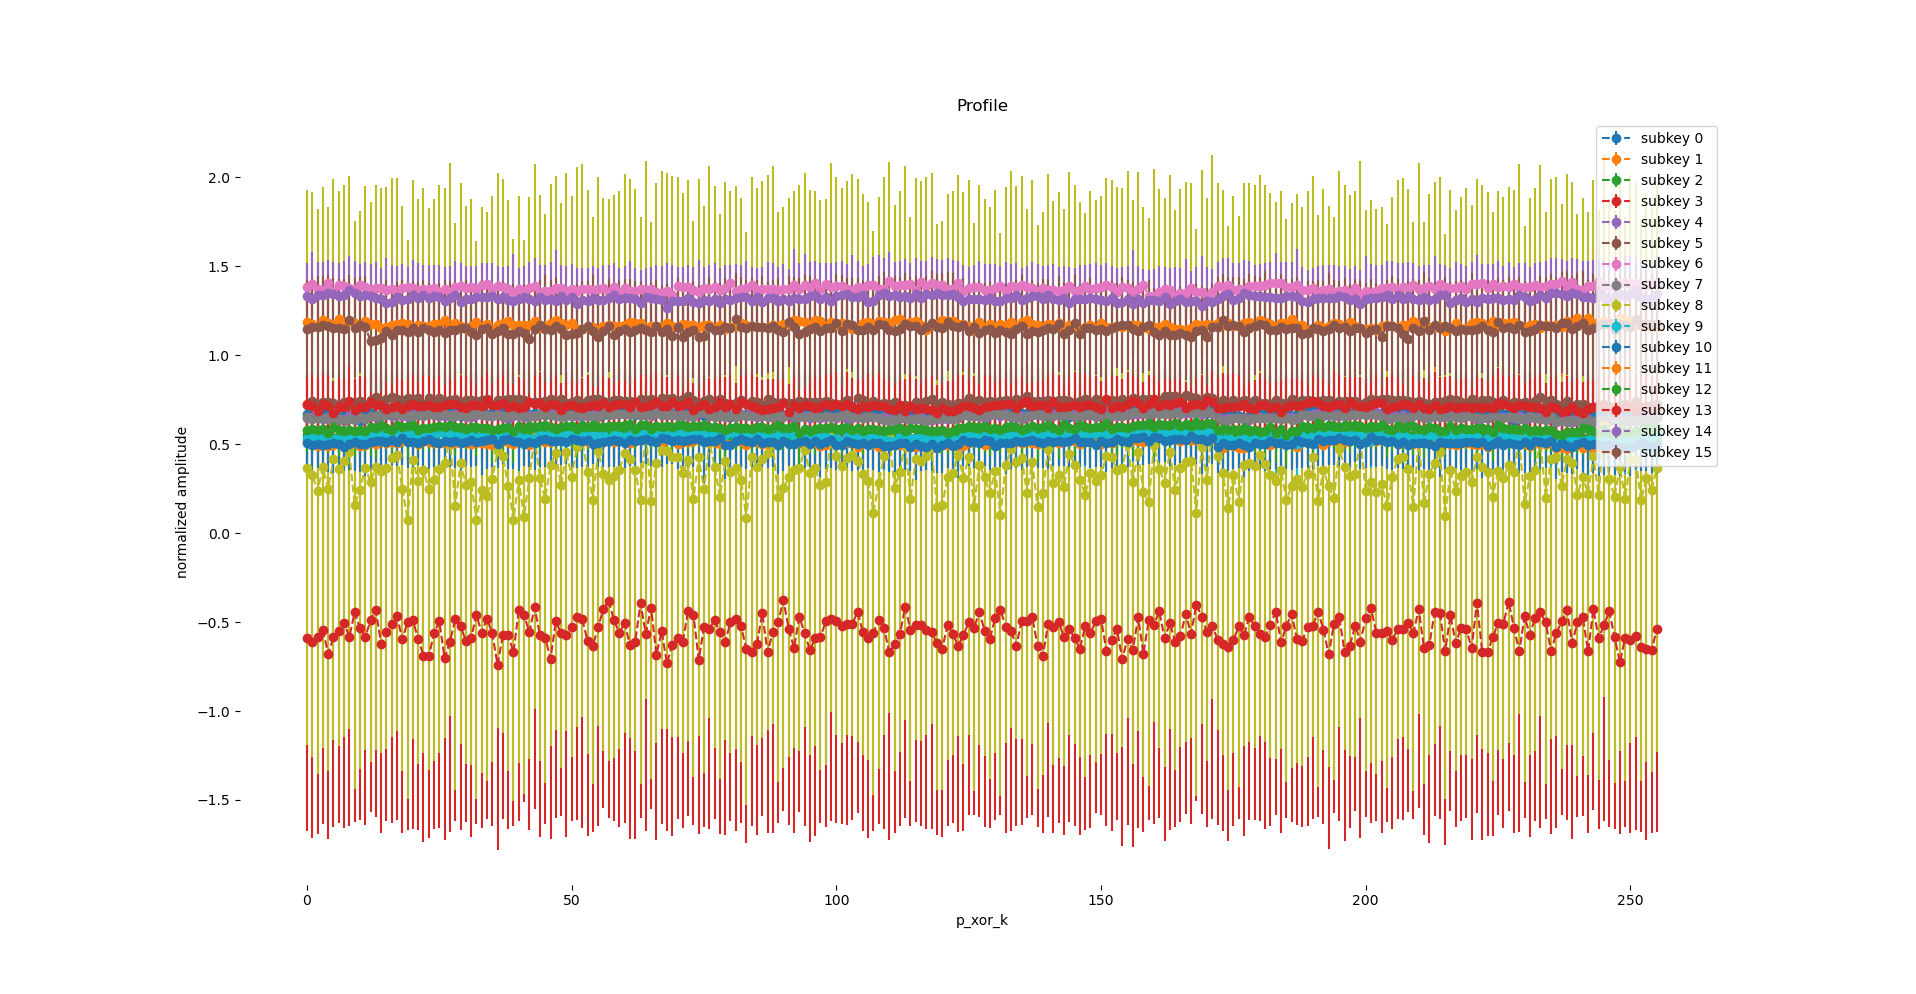 Profile
subkey 0
subkey 1
subkey 2
subkey 3
subkey 4
subkey 5
subkey 6
subkey 7
subkey 8
subkey 9
subkey 10
subkey 11
subkey 12
subkey 13
subkey 14
subkey 15
normalized amplitude
2.0
1.5
1.0
0.5
0.0
−0.5
−1.0
−1.5
0 50 100 150 200 250
p_xor_k